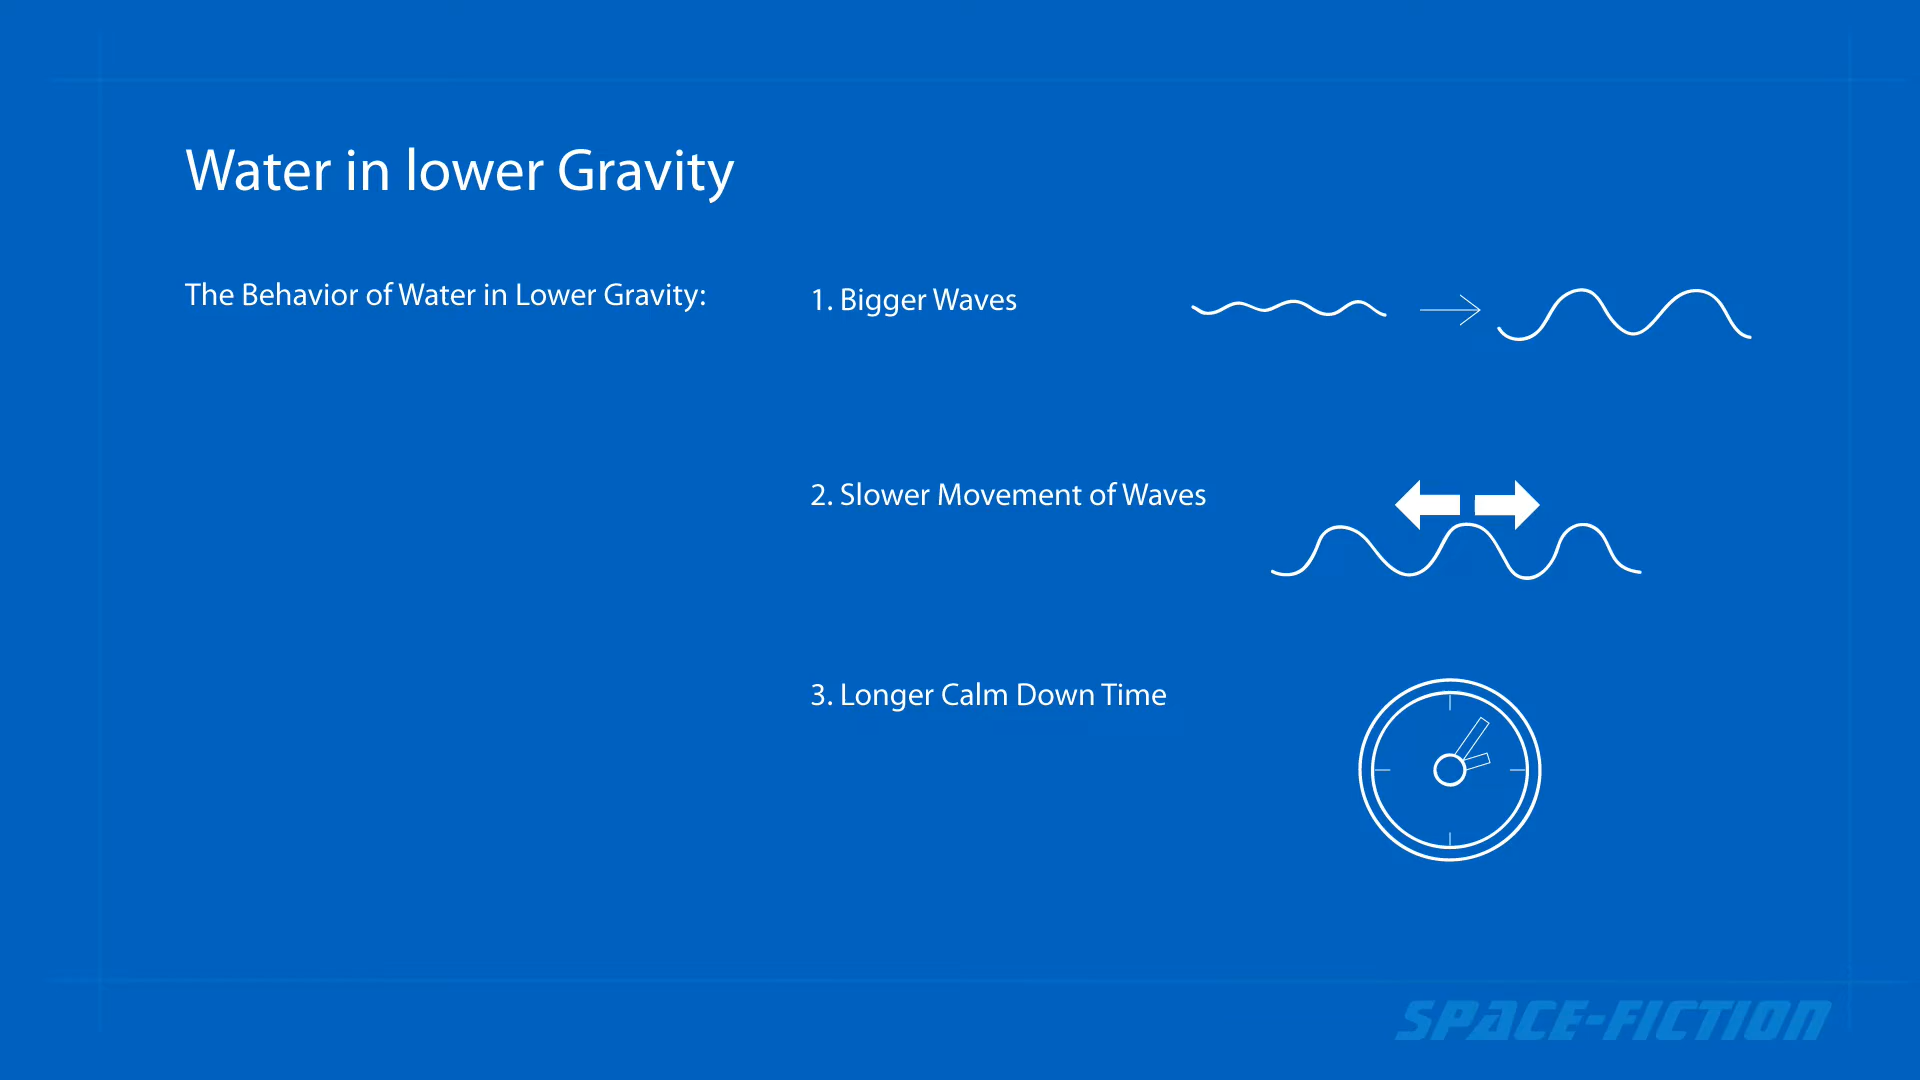 Water in lower Gravity
The Behavior of Water in Lower Gravity:
1. Bigger Waves
2. Slower Movement of Waves
3. Longer Calm Down Time
SPACE-FICTION